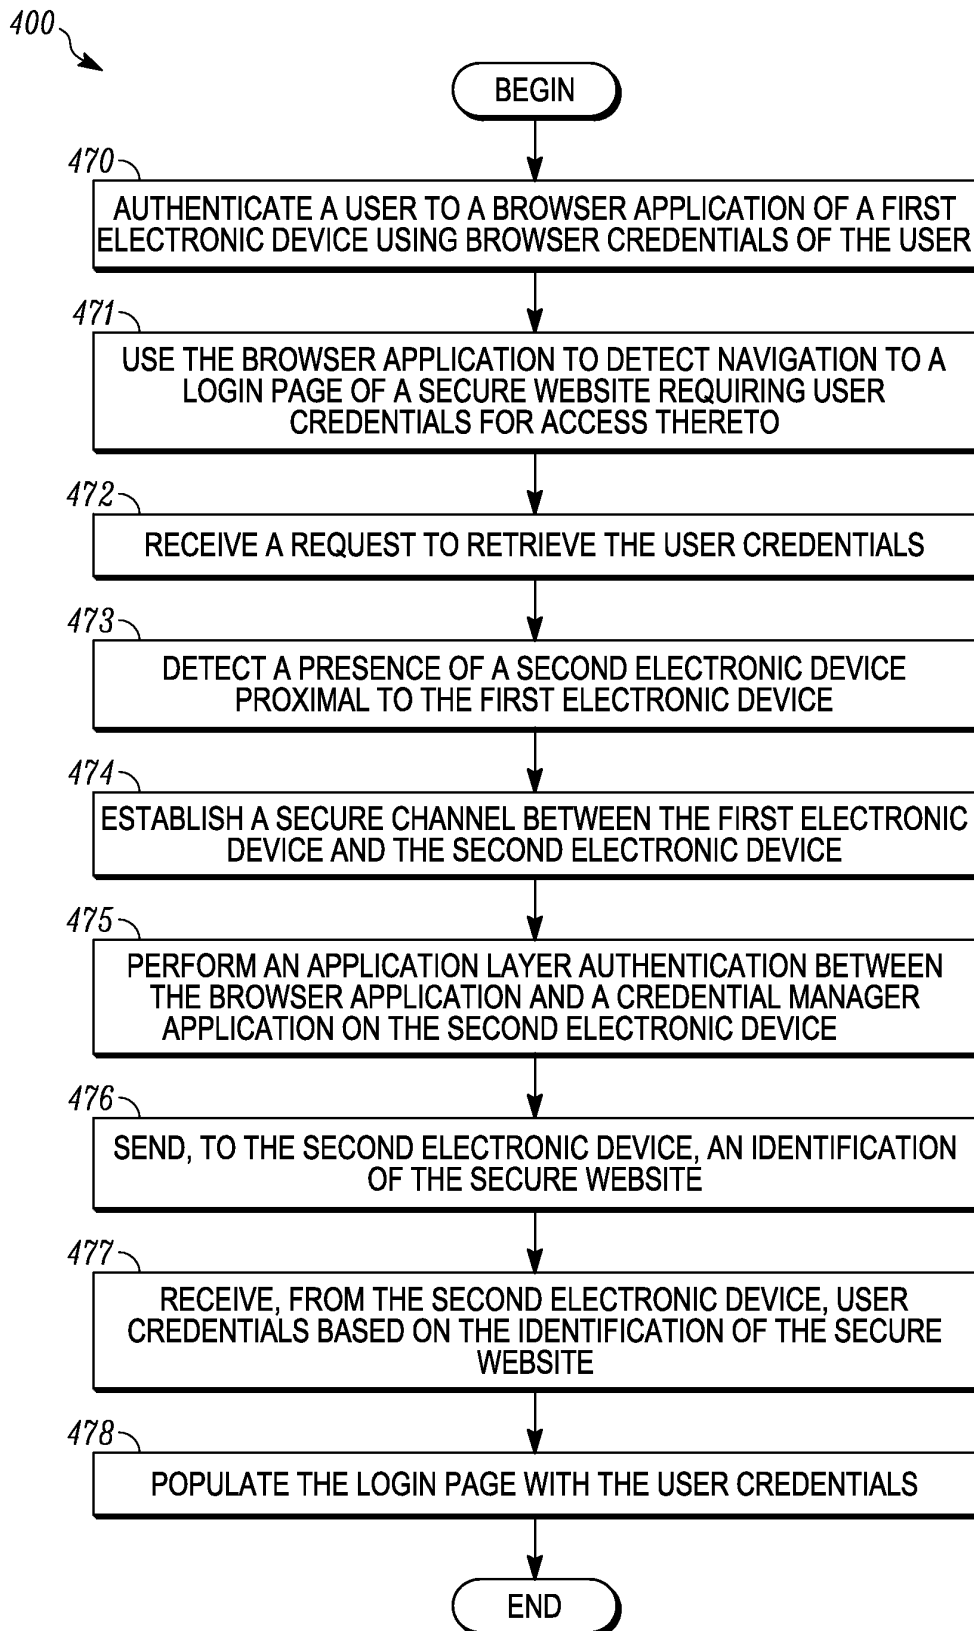 400
BEGIN
470
AUTHENTICATE A USER TO A BROWSER APPLICATION OF A FIRST
ELECTRONIC DEVICE USING BROWSER CREDENTIALS OF THE USER
471
USE THE BROWSER APPLICATION TO DETECT NAVIGATION TO A
LOGIN PAGE OF A SECURE WEBSITE REQUIRING USER
CREDENTIALS FOR ACCESS THERETO
472
RECEIVE A REQUEST TO RETRIEVE THE USER CREDENTIALS
473
DETECT A PRESENCE OF A SECOND ELECTRONIC DEVICE
PROXIMAL TO THE FIRST ELECTRONIC DEVICE
474
ESTABLISH A SECURE CHANNEL BETWEEN THE FIRST ELECTRONIC
DEVICE AND THE SECOND ELECTRONIC DEVICE
475
PERFORM AN APPLICATION LAYER AUTHENTICATION BETWEEN
THE BROWSER APPLICATION AND A CREDENTIAL MANAGER
APPLICATION ON THE SECOND ELECTRONIC DEVICE
476
SEND, TO THE SECOND ELECTRONIC DEVICE, AN IDENTIFICATION
OF THE SECURE WEBSITE
477
RECEIVE, FROM THE SECOND ELECTRONIC DEVICE, USER
CREDENTIALS BASED ON THE IDENTIFICATION OF THE SECURE
WEBSITE
478
POPULATE THE LOGIN PAGE WITH THE USER CREDENTIALS
END